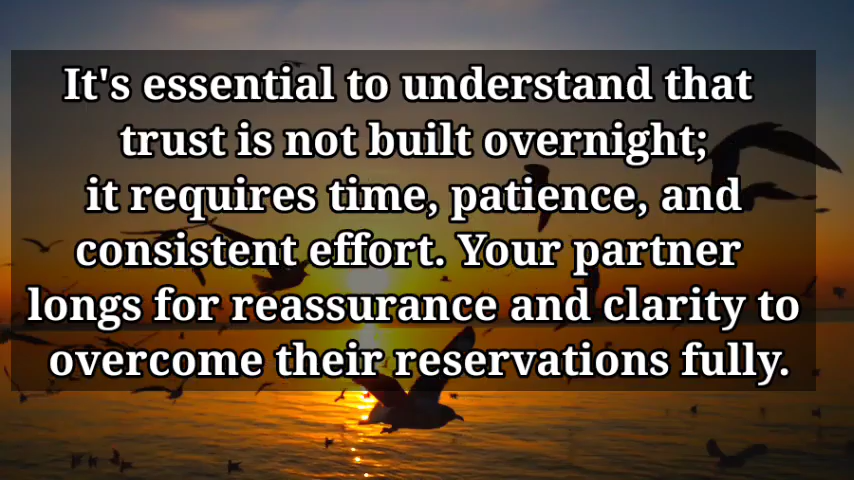 It's essential to understand that
trust is not built overnight;
it requires time, patience, and
consistent effort. Your partner
longs for reassurance and clarity to
overcome their reservations fully.